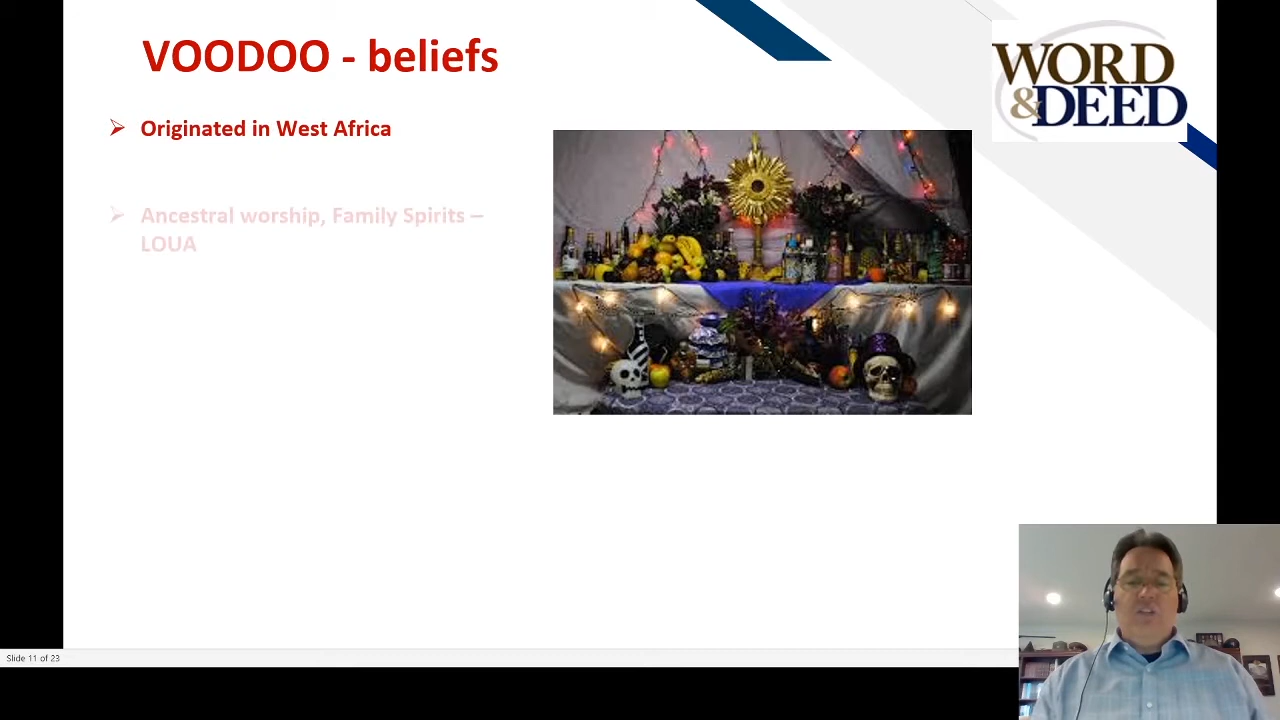 VOODOO - beliefs
WORD
&DEED
Originated in West Africa
Ancestral worship, Family Spirits –
LOUA
Slide 11 of 23